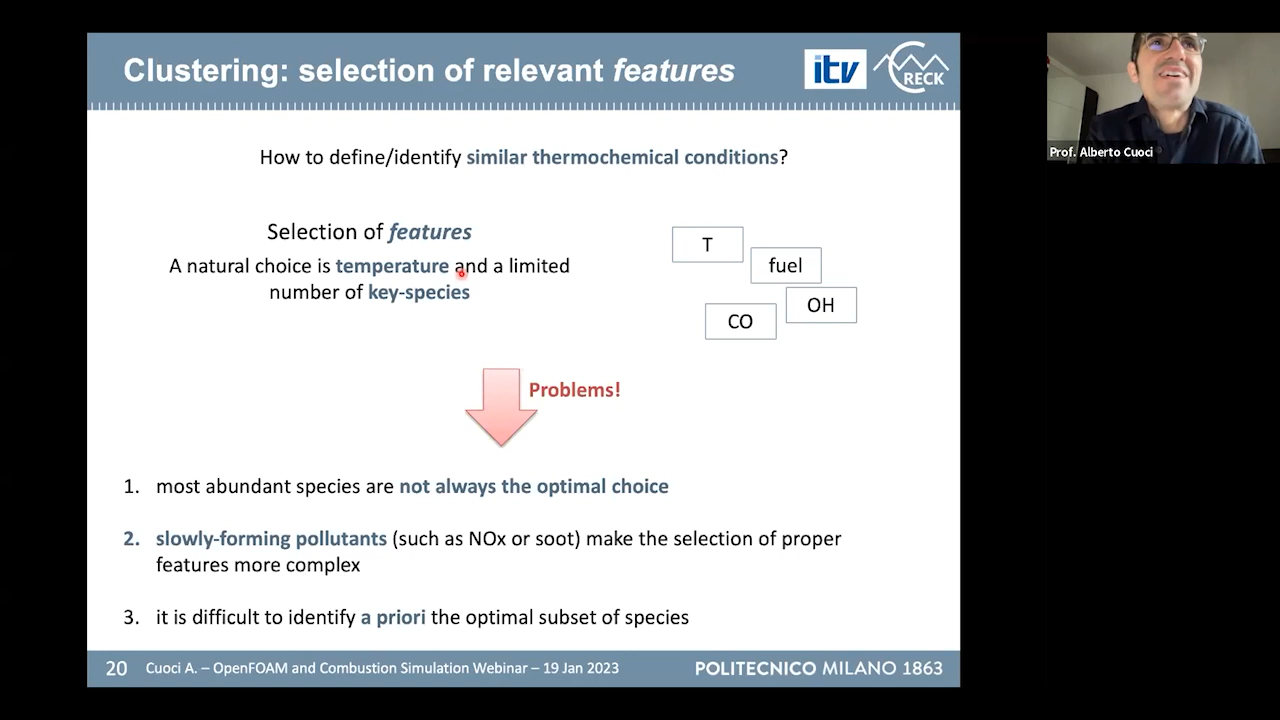 Clustering: selection of relevant features
itv
CRECK
How to define/identify similar thermochemical conditions?
Selection of features
A natural choice is temperature and a limited
number of key-species
T
fuel
OH
CO
Problems!
1. most abundant species are not always the optimal choice
2. slowly-forming pollutants (such as NOx or soot) make the selection of proper
features more complex
3. it is difficult to identify a priori the optimal subset of species
20 Cuoci A. – OpenFOAM and Combustion Simulation Webinar – 19 Jan 2023 POLITECNICO MILANO 1863
Prof. Alberto Cuoci